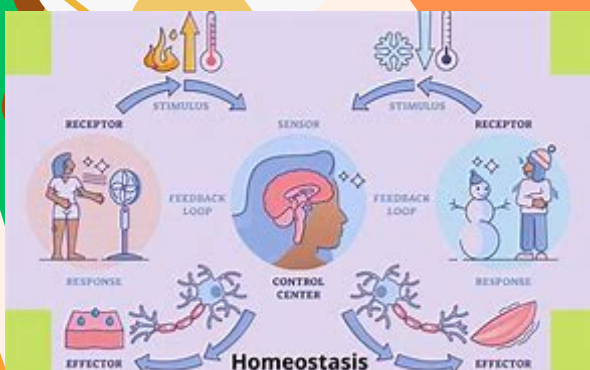 STIMULUS
STIMULUS
RECEPTOR
SENSOR
RECEPTOR
FEEDBACK
LOOP
FEEDBACK
LOOP
RESPONSE
CONTROL
CENTER
RESPONSE
EFFECTOR
Homeostasis
EFFECTOR